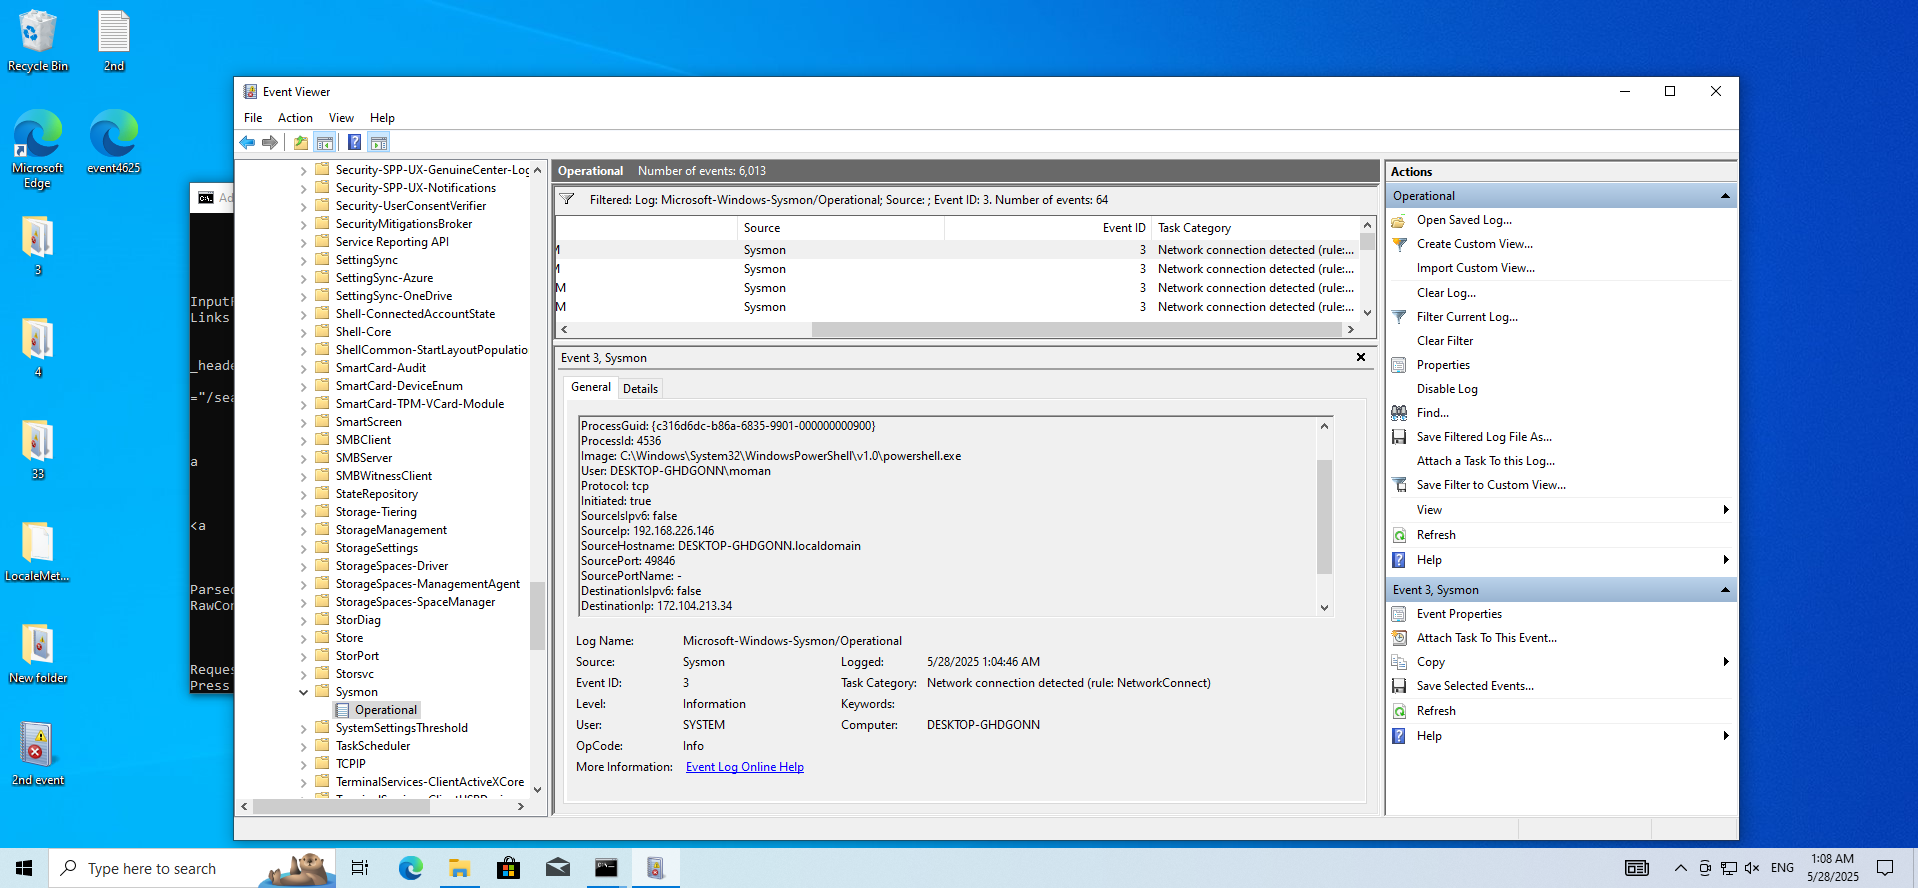 Recycle Bin
2nd
Microsoft
Edge
event4625
3
4
33
LocaleMet...
New folder
2nd event
Ad
Input
Links
_heade
="/sea
a
<a
Parsed
RawCon
Reques
Press
Event Viewer
File Action View Help
Security-SPP-UX-GenuineCenter-Log
Security-SPP-UX-Notifications
Security-UserConsentVerifier
SecurityMitigationsBroker
Service Reporting API
SettingSync
SettingSync-Azure
SettingSync-OneDrive
Shell-ConnectedAccountState
Shell-Core
ShellCommon-StartLayoutPopulatio
SmartCard-Audit
SmartCard-DeviceEnum
SmartCard-TPM-VCard-Module
SmartScreen
SMBClient
SMBServer
SMBWitnessClient
StateRepository
Storage-Tiering
StorageManagement
StorageSettings
StorageSpaces-Driver
StorageSpaces-ManagementAgent
StorageSpaces-SpaceManager
StorDiag
Store
StorPort
Storsvc
Sysmon
Operational
SystemSettingsThreshold
TaskScheduler
TCPIP
TerminalServices-ClientActiveXCore
Operational Number of events: 6,013
Filtered: Log: Microsoft-Windows-Sysmon/Operational; Source: ; Event ID: 3. Number of events: 64
Source Event ID Task Category
M Sysmon 3 Network connection detected (rule:...
M Sysmon 3 Network connection detected (rule:...
M Sysmon 3 Network connection detected (rule:...
M Sysmon 3 Network connection detected (rule:...
Event 3, Sysmon
General Details
ProcessGuid: {c316d6dc-b86a-6835-9901-000000000900}
ProcessId: 4536
Image: C:\Windows\System32\WindowsPowerShell\v1.0\powershell.exe
User: DESKTOP-GHDGONN\moman
Protocol: tcp
Initiated: true
SourceIsIpv6: false
SourceIp: 192.168.226.146
SourceHostname: DESKTOP-GHDGONN.localdomain
SourcePort: 49846
SourcePortName: -
DestinationIsIpv6: false
DestinationIp: 172.104.213.34
Log Name: Microsoft-Windows-Sysmon/Operational
Source: Sysmon Logged: 5/28/2025 1:04:46 AM
Event ID: 3 Task Category: Network connection detected (rule: NetworkConnect)
Level: Information Keywords:
User: SYSTEM Computer: DESKTOP-GHDGONN
OpCode: Info
More Information: Event Log Online Help
Actions
Operational
Open Saved Log...
Create Custom View...
Import Custom View...
Clear Log...
Filter Current Log...
Clear Filter
Properties
Disable Log
Find...
Save Filtered Log File As...
Attach a Task To this Log...
Save Filter to Custom View...
View
Refresh
Help
Event 3, Sysmon
Event Properties
Attach Task To This Event...
Copy
Save Selected Events...
Refresh
Help
Type here to search
ENG
1:08 AM
5/28/2025